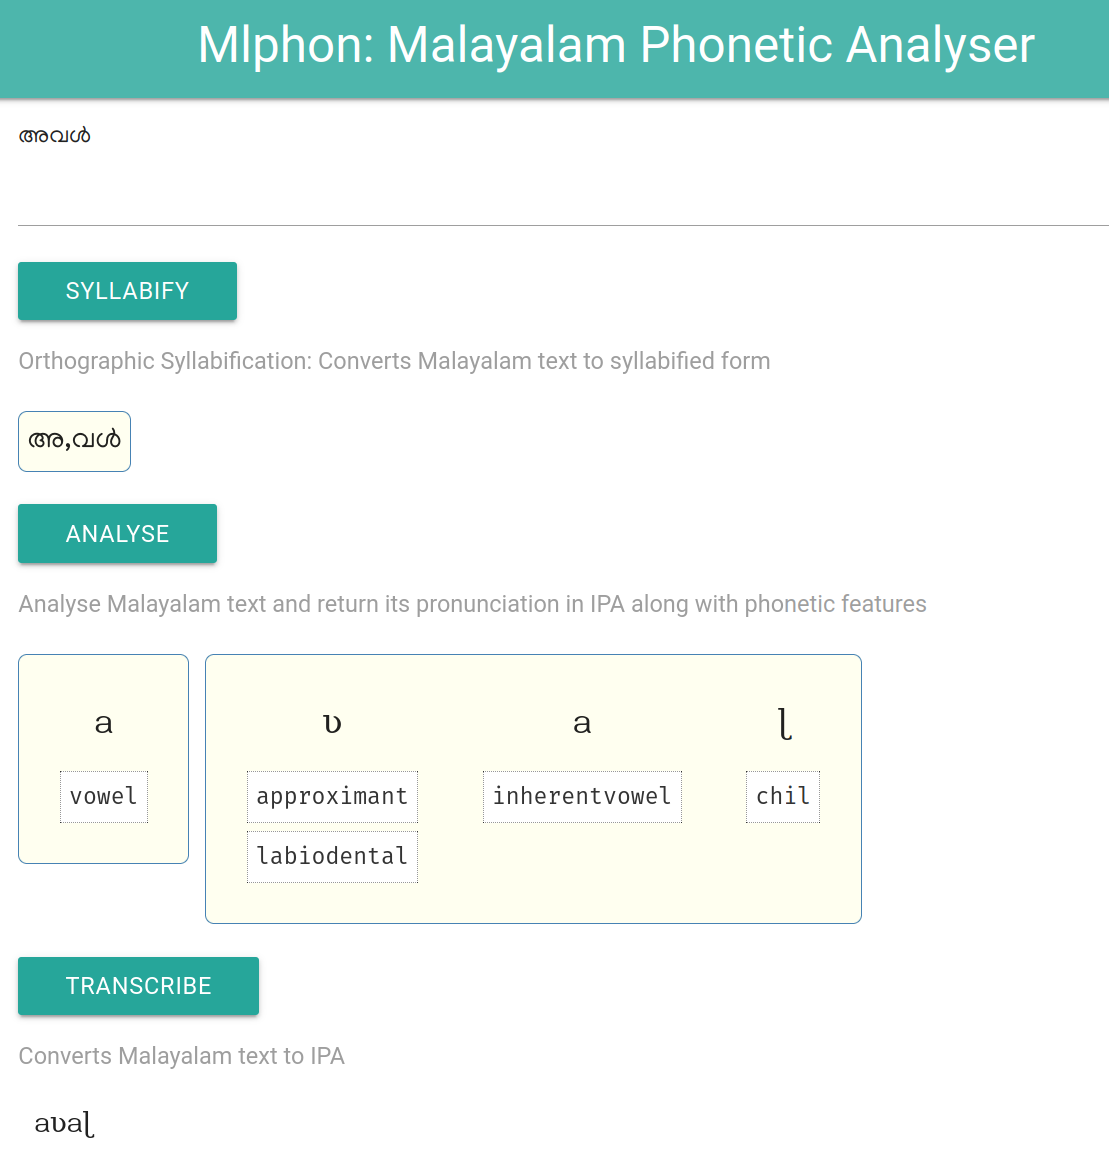 Mlphon: Malayalam Phonetic Analyser
അവൾ
SYLLABIFY
Orthographic Syllabification: Converts Malayalam text to syllabified form
അ,വൾ
ANALYSE
Analyse Malayalam text and return its pronunciation in IPA along with phonetic features
a ʋ a ɭ
vowel approximant inherentvowel chil
labiodental
TRANSCRIBE
Converts Malayalam text to IPA
aʋaɭ